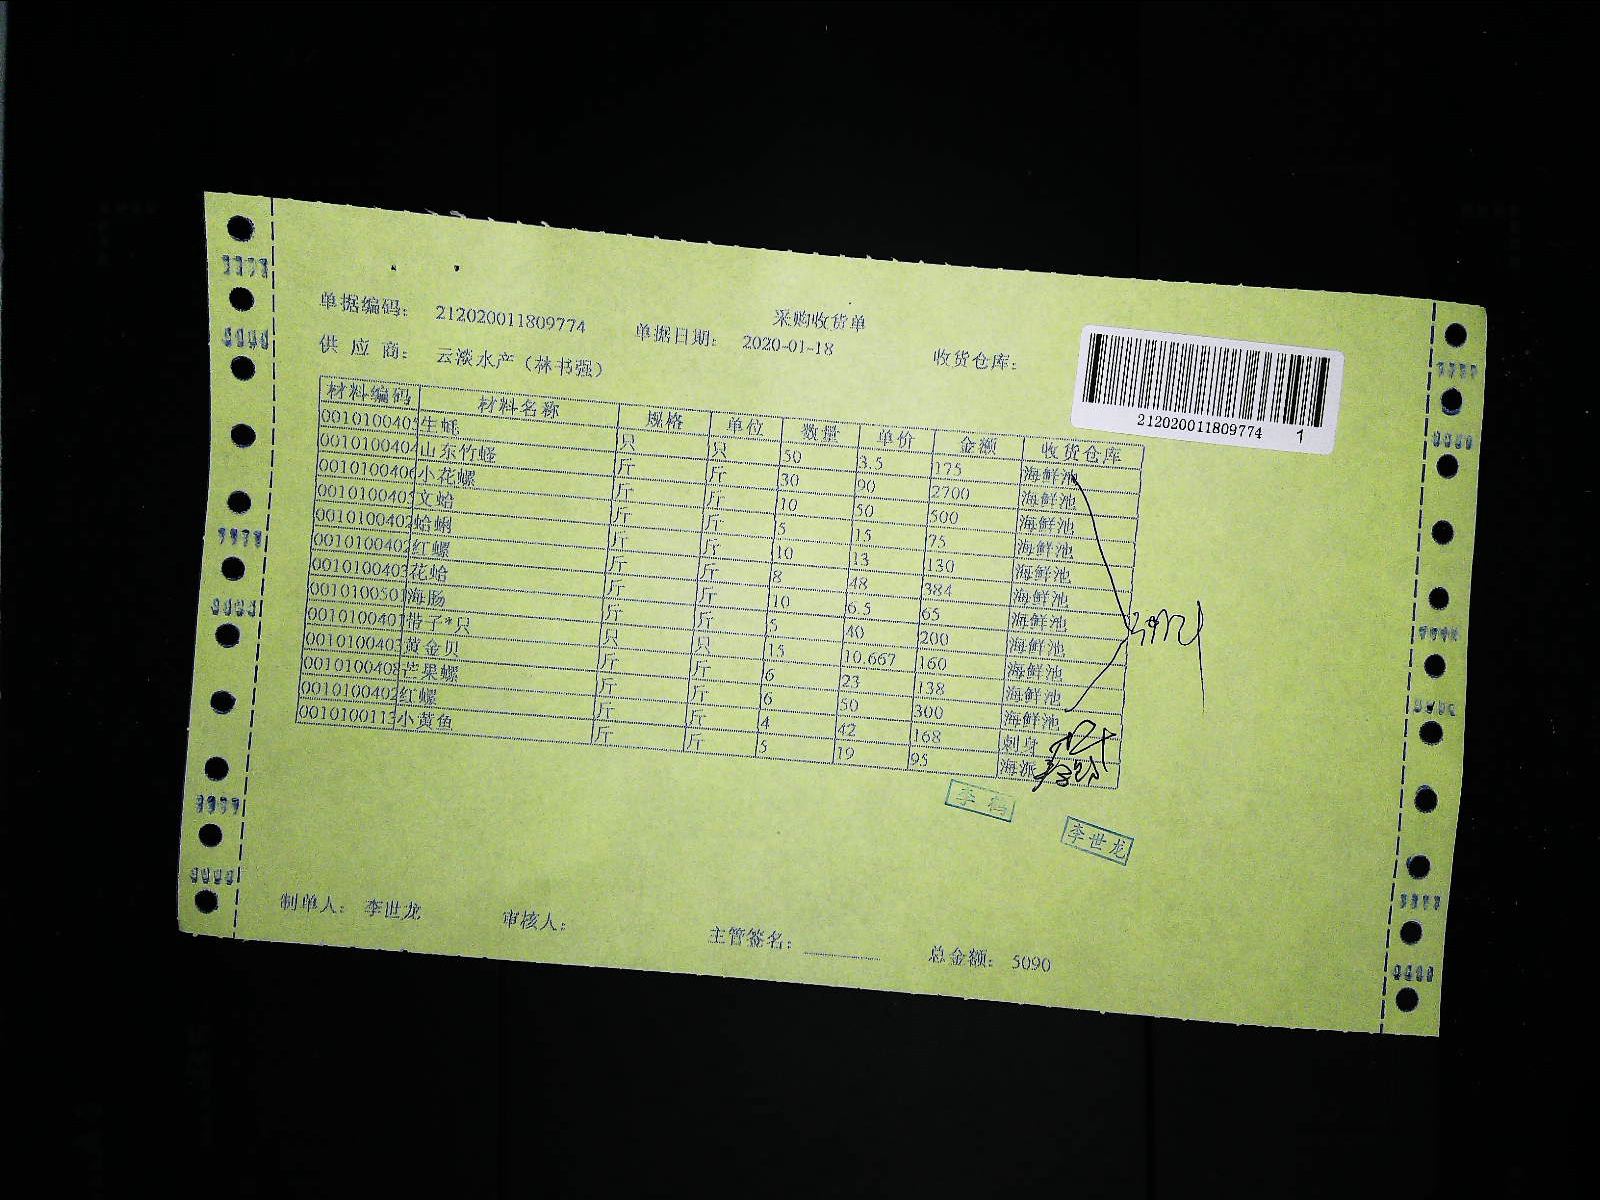 采购收货单
单据编码： 212020011809774 单据日期： 2020-01-18 收货仓库：
供 应 商： 云淡水产（林书强）
212020011809774 1
材料编码 材料名称 规格 单位 数量 单价 金额 收货仓库
0010100405 生蚝 只 只 50 3.5 175 海鲜池
0010100404 山东竹蛏 斤 斤 30 90 2700 海鲜池
0010100406 小花螺 斤 斤 10 50 500 海鲜池
0010100405 文蛤 斤 斤 5 15 75 海鲜池
0010100402 蛤蜊 斤 斤 10 13 130 海鲜池
0010100402 红螺 斤 斤 8 48 384 海鲜池
0010100403 花蛤 斤 斤 10 6.5 65 海鲜池
0010100501 海肠 斤 斤 5 40 200 海鲜池
0010100401 带子*只 只 只 15 10.667 160 海鲜池
0010100403 黄金贝 斤 斤 6 23 138 海鲜池
0010100408 芒果螺 斤 斤 6 50 300 海鲜池
0010100402 红螺 斤 斤 4 42 168 刺身
0010100113 小黄鱼 斤 斤 5 19 95 海派
李 鹤
李世龙
制单人： 李世龙 审核人： 主管签名： 总金额： 5090